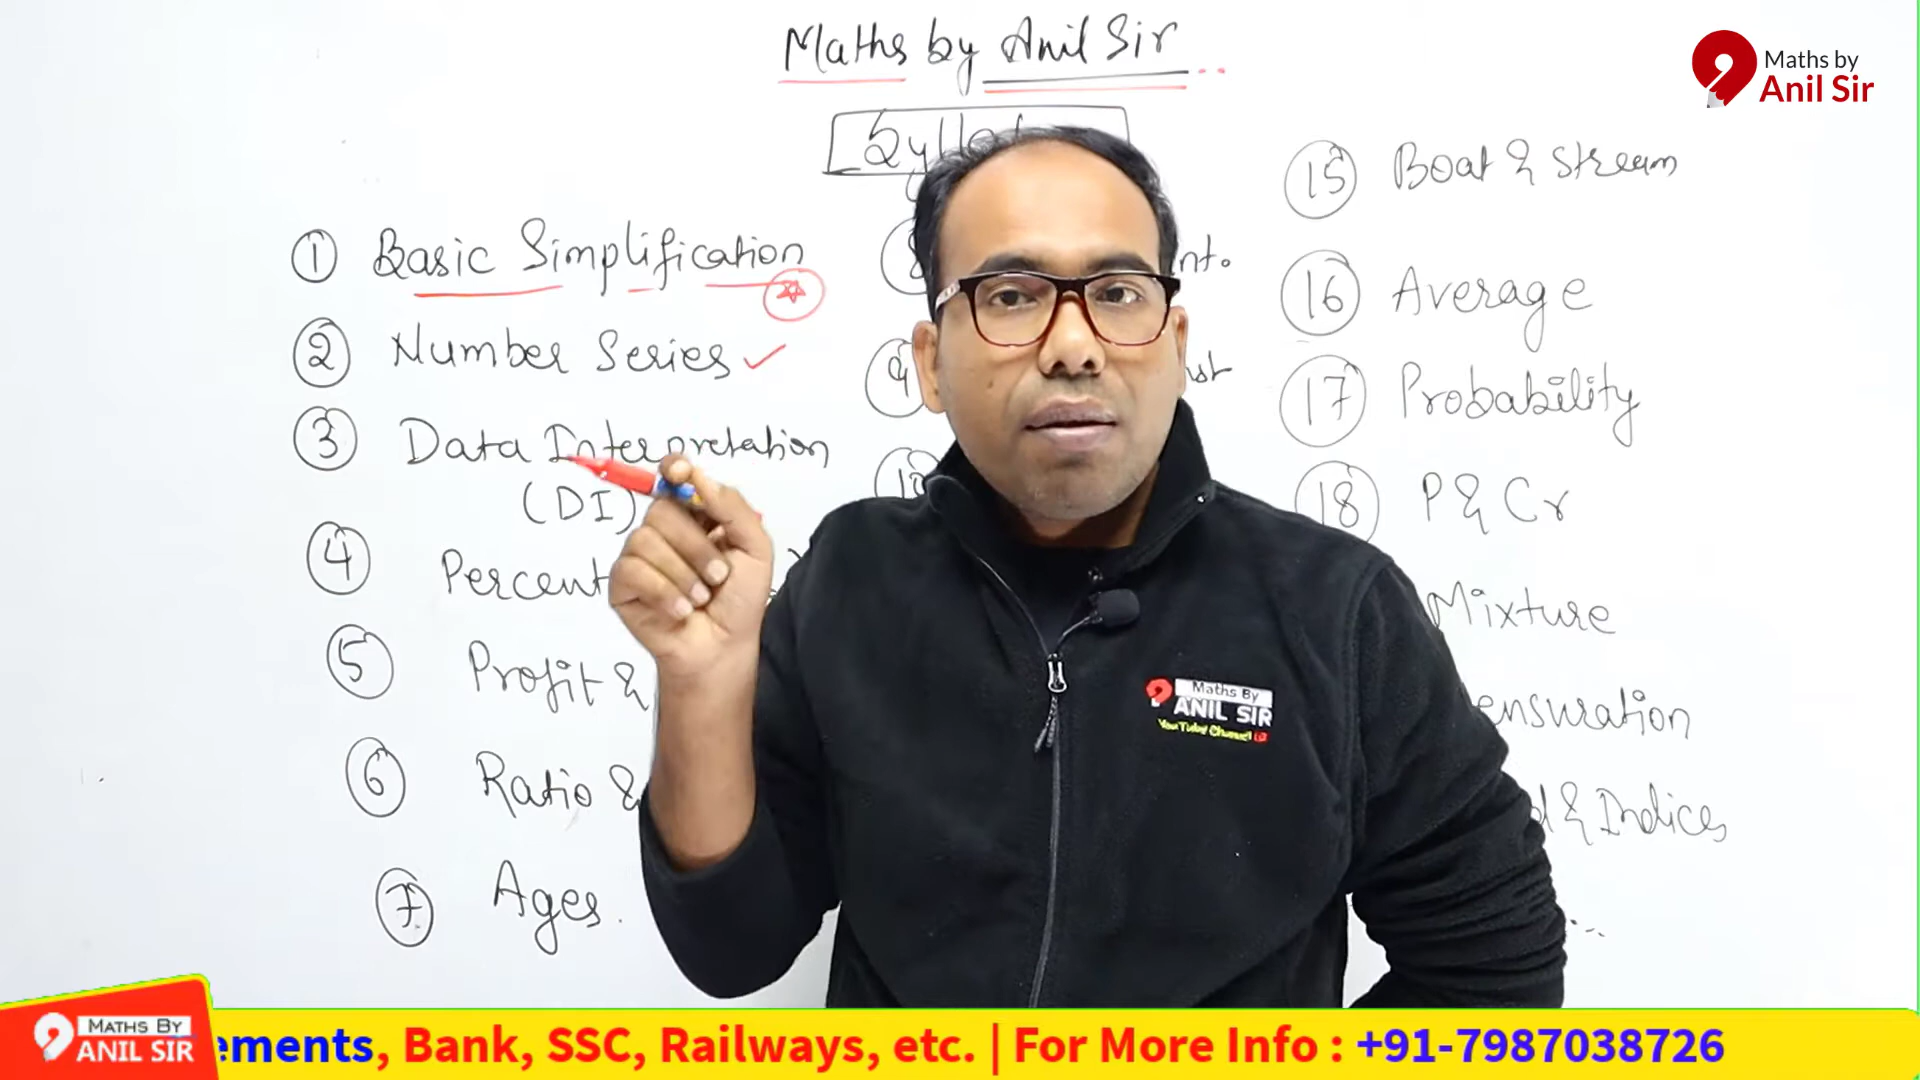 Maths by Anil Sir
Maths by
Anil Sir
① Basic Simplification
② Number Series
③ Data Interpretation
(DI)
④ Percent
⑤ Profit &
⑥ Ratio &
⑦ Ages.
⑮ Boat & Stream
⑯ Average
⑰ Probability
⑱ P & Cr
Mixture
ensuration
& Indices
Maths By
ANIL SIR
YouTube Channel
MATHS BY
ANIL SIR
ements, Bank, SSC, Railways, etc. | For More Info : +91-7987038726